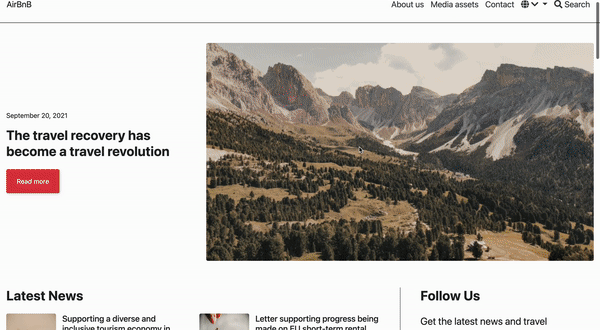 AirBnB
About us Media assets Contact Search
September 20, 2021
The travel recovery has
become a travel revolution
Read more
Latest News
Supporting a diverse and
inclusive tourism economy in
Letter supporting progress being
made on EU short-term rental
Follow Us
Get the latest news and travel